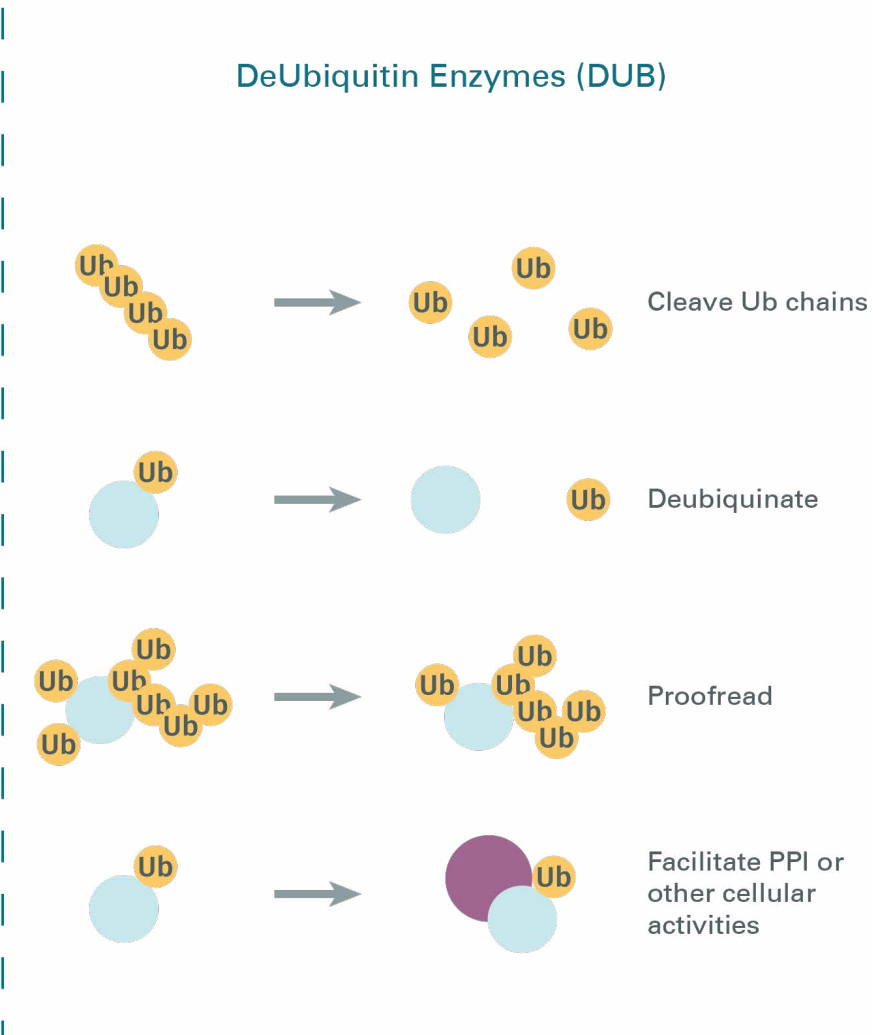 DeUbiquitin Enzymes (DUB)
Ub
Ub
Ub
Ub
Ub
Ub
Ub
Ub
Cleave Ub chains
Ub
Ub
Deubiquinate
Ub
Ub
Ub
Ub
Ub
Ub
Ub
Ub
Ub
Ub
Ub
Ub
Ub
Proofread
Ub
Ub
Facilitate PPI or
other cellular
activities